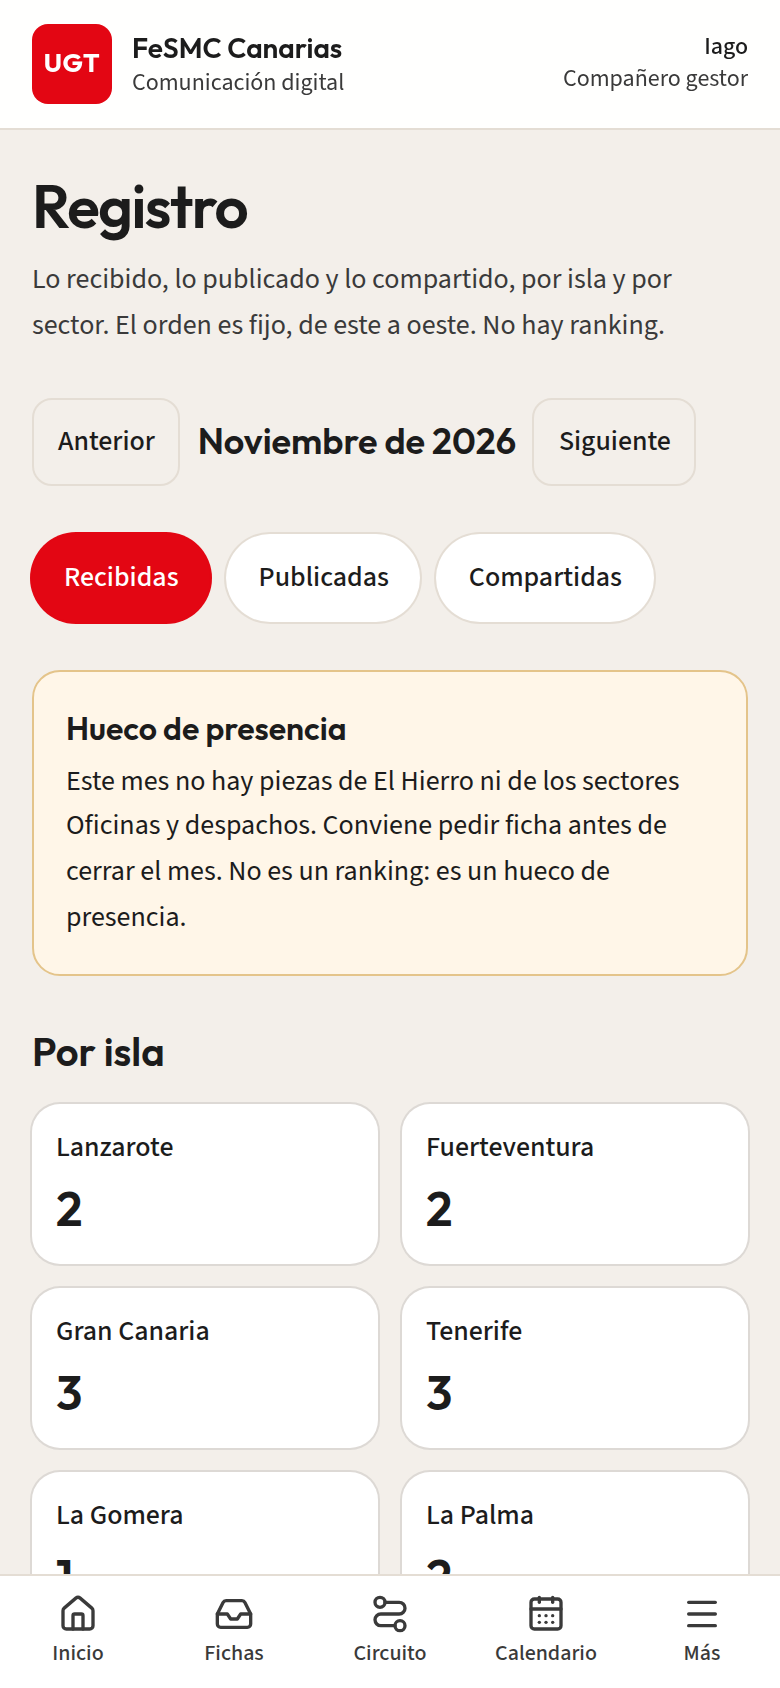 UGT
FeSMC Canarias
Comunicación digital
Iago
Compañero gestor
Registro
Lo recibido, lo publicado y lo compartido, por isla y por
sector. El orden es fijo, de este a oeste. No hay ranking.
Anterior
Noviembre de 2026
Siguiente
Recibidas
Publicadas
Compartidas
Hueco de presencia
Este mes no hay piezas de El Hierro ni de los sectores
Oficinas y despachos. Conviene pedir ficha antes de
cerrar el mes. No es un ranking: es un hueco de
presencia.
Por isla
Lanzarote
2
Fuerteventura
2
Gran Canaria
3
Tenerife
3
La Gomera
La Palma
Inicio
Fichas
Circuito
Calendario
Más